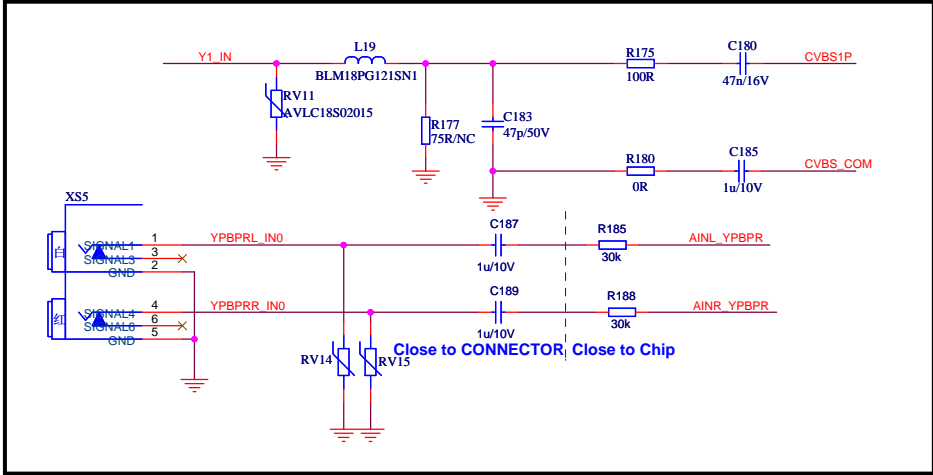 Y1_IN
L19
BLM18PG121SN1
RV11
AVLC18S02015
R177
75R/NC
C183
47p/50V
R175
100R
C180
47n/16V
CVBS1P
R180
0R
C185
1u/10V
CVBS_COM
XS5
白
SIGNAL1
SIGNAL3
GND
1
3
2
YPBPRL_IN0
C187
1u/10V
R185
30k
AINL_YPBPR
红
SIGNAL4
SIGNAL6
GND
4
6
5
YPBPRR_IN0
C189
1u/10V
R188
30k
AINR_YPBPR
RV14
RV15
Close to CONNECTOR
Close to Chip